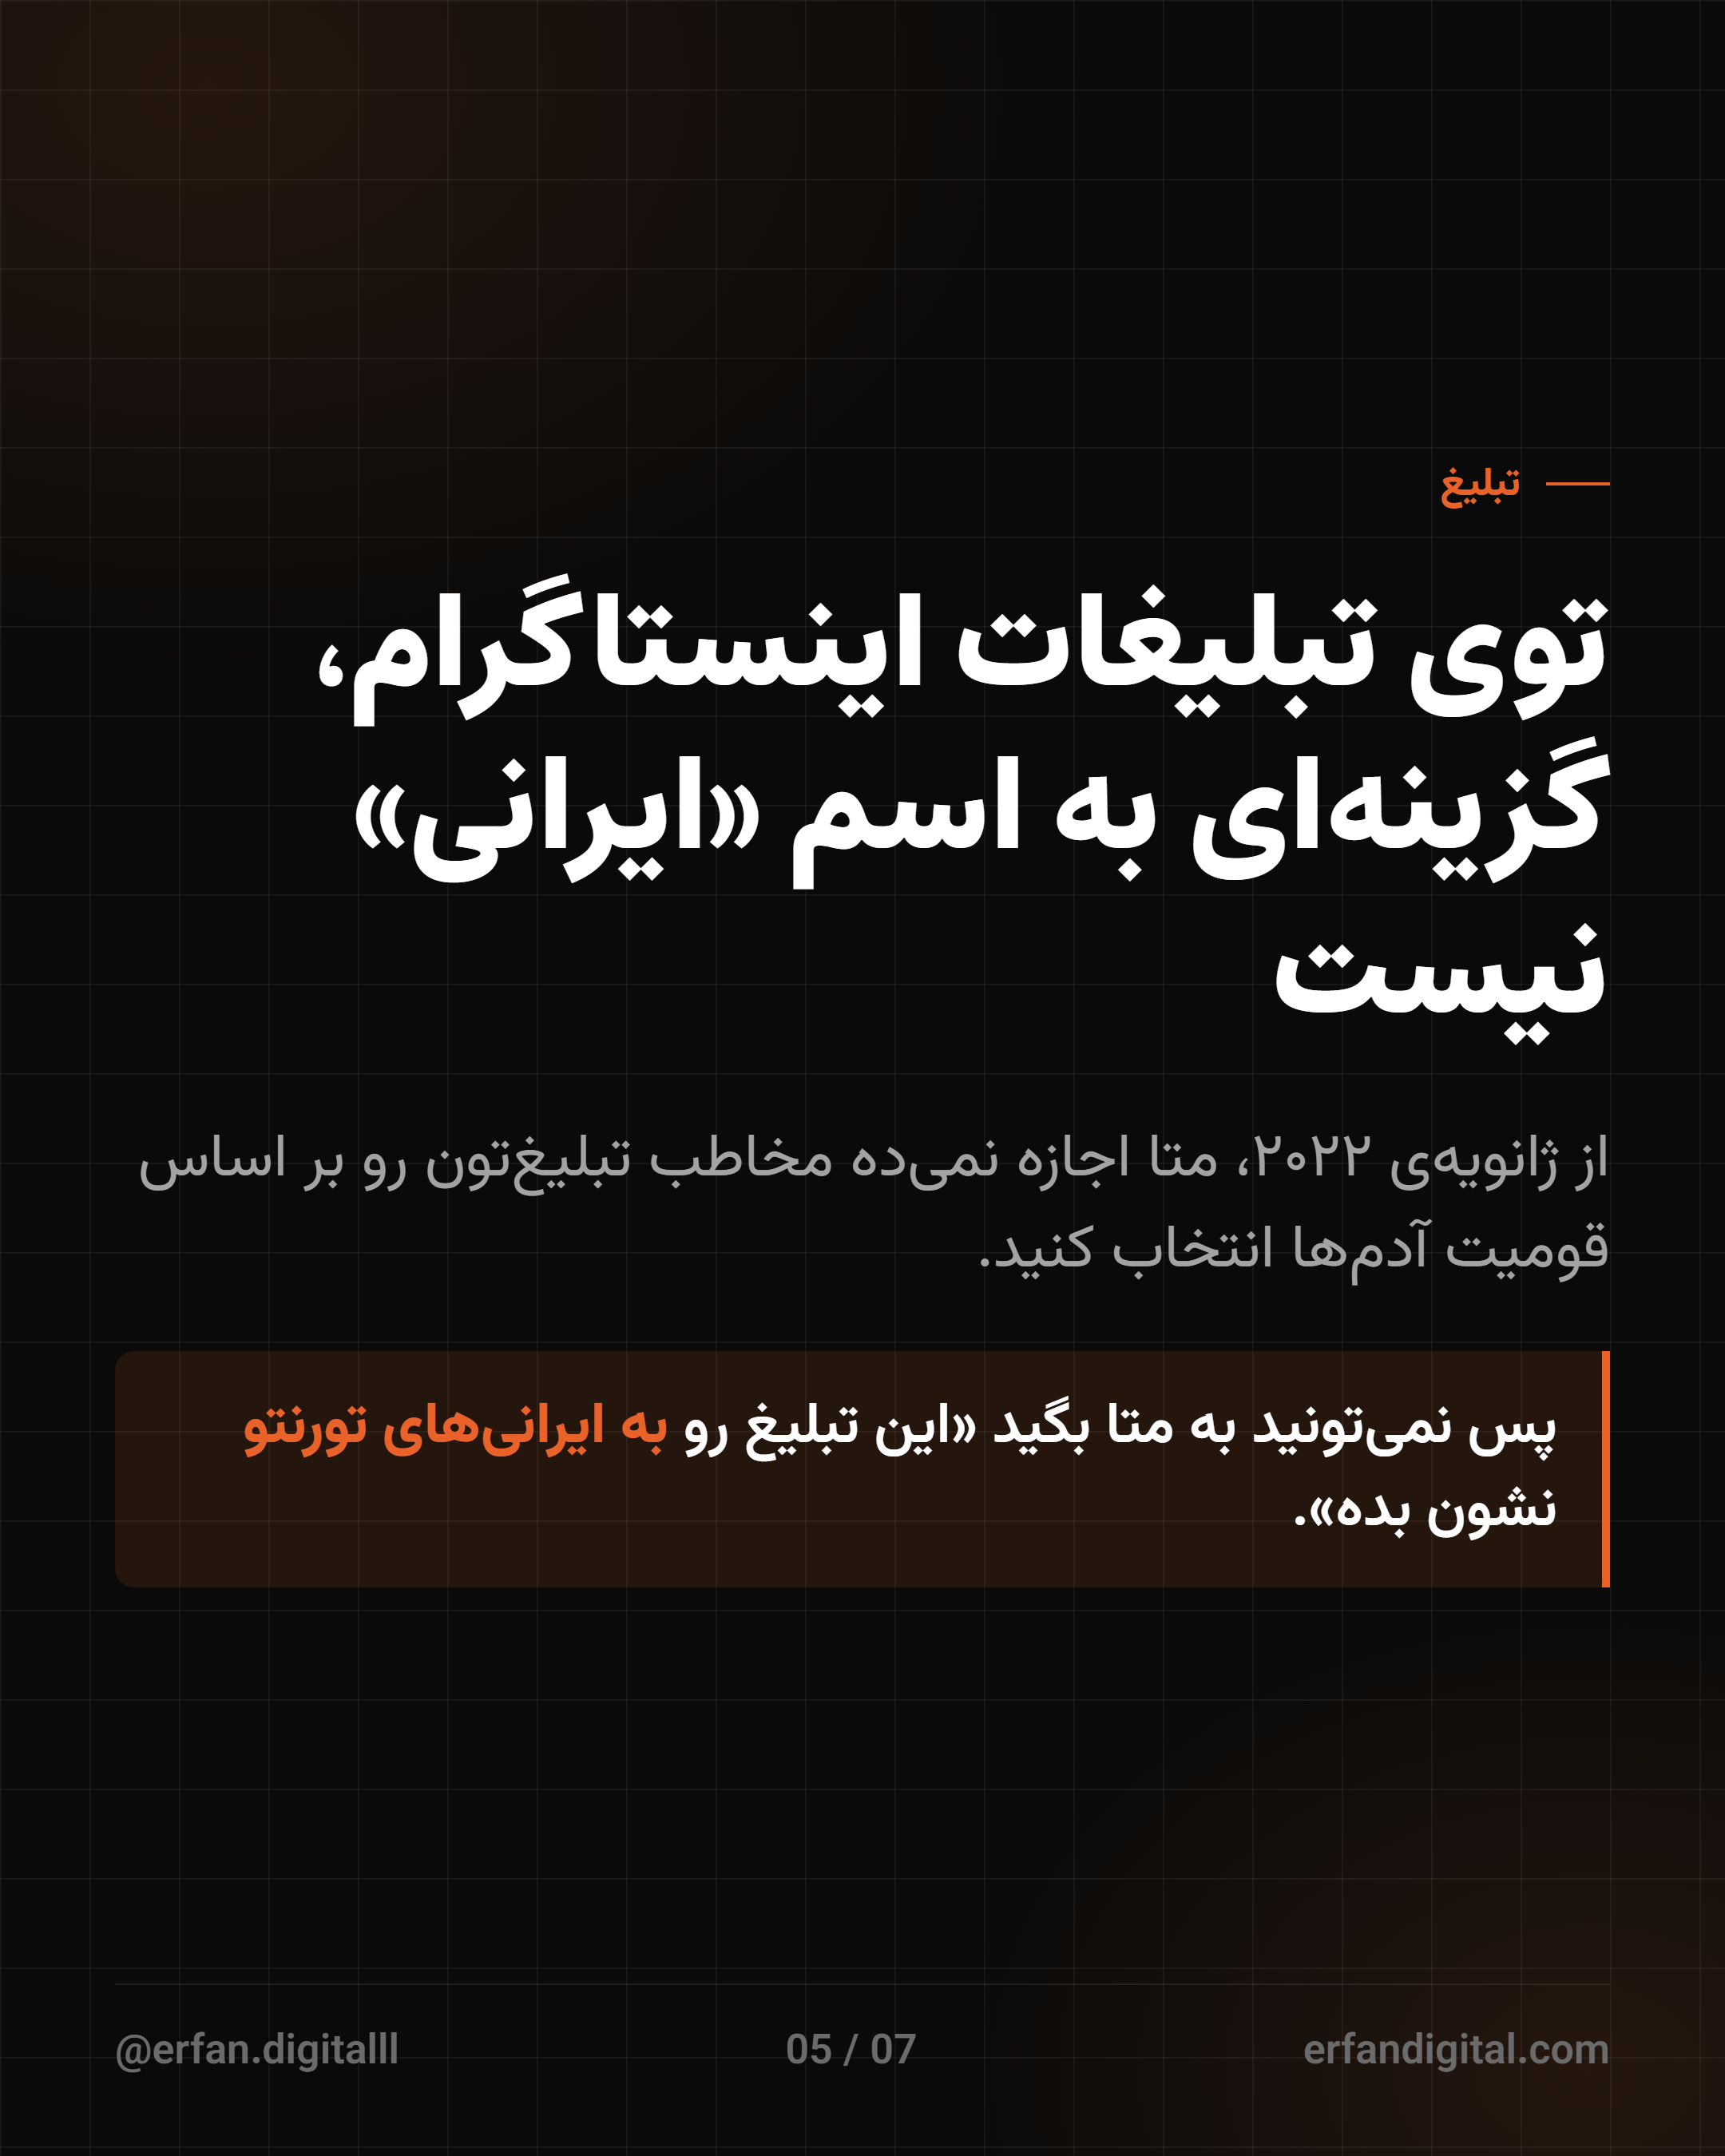 تبلیغ
توی تبلیغات اینستاگرام،
گزینه‌ای به اسم «ایرانی»
نیست
از ژانویه‌ی ۲۰۲۲، متا اجازه نمی‌ده مخاطب تبلیغ‌تون رو بر اساس
قومیت آدم‌ها انتخاب کنید.
پس نمی‌تونید به متا بگید «این تبلیغ رو به ایرانی‌های تورنتو
نشون بده».
@erfan.digitalll 05 / 07 erfandigital.com